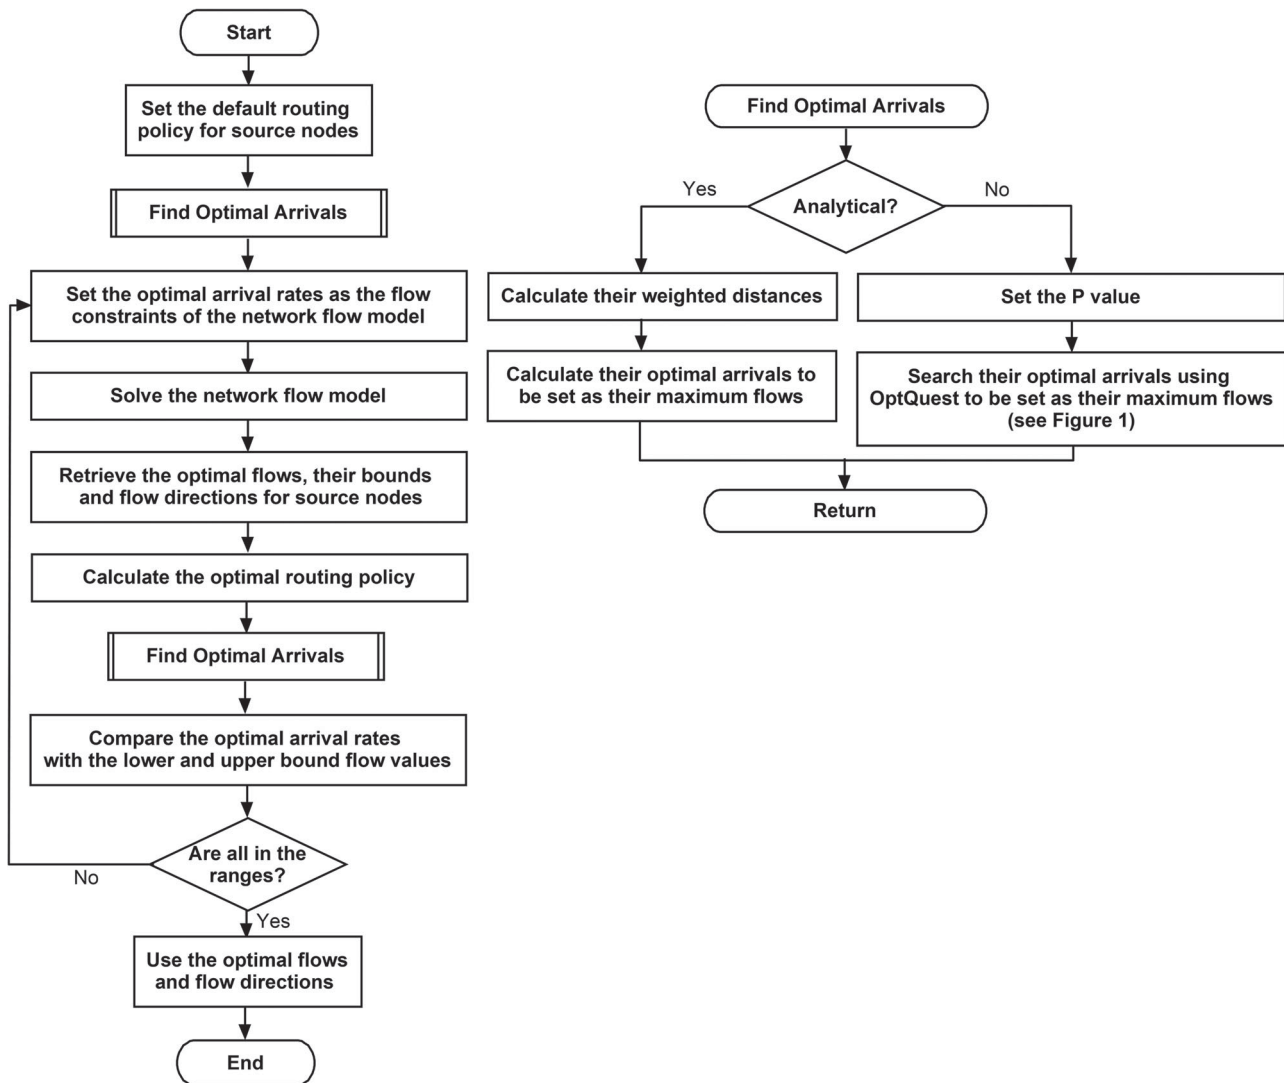 Start
Set the default routing
policy for source nodes
Find Optimal Arrivals
Set the optimal arrival rates as the flow
constraints of the network flow model
Solve the network flow model
Retrieve the optimal flows, their bounds
and flow directions for source nodes
Calculate the optimal routing policy
Find Optimal Arrivals
Compare the optimal arrival rates
with the lower and upper bound flow values
Are all in the
ranges?
No
Yes
Use the optimal flows
and flow directions
End
Find Optimal Arrivals
Analytical?
Yes
No
Calculate their weighted distances
Calculate their optimal arrivals to
be set as their maximum flows
Set the P value
Search their optimal arrivals using
OptQuest to be set as their maximum flows
(see Figure 1)
Return